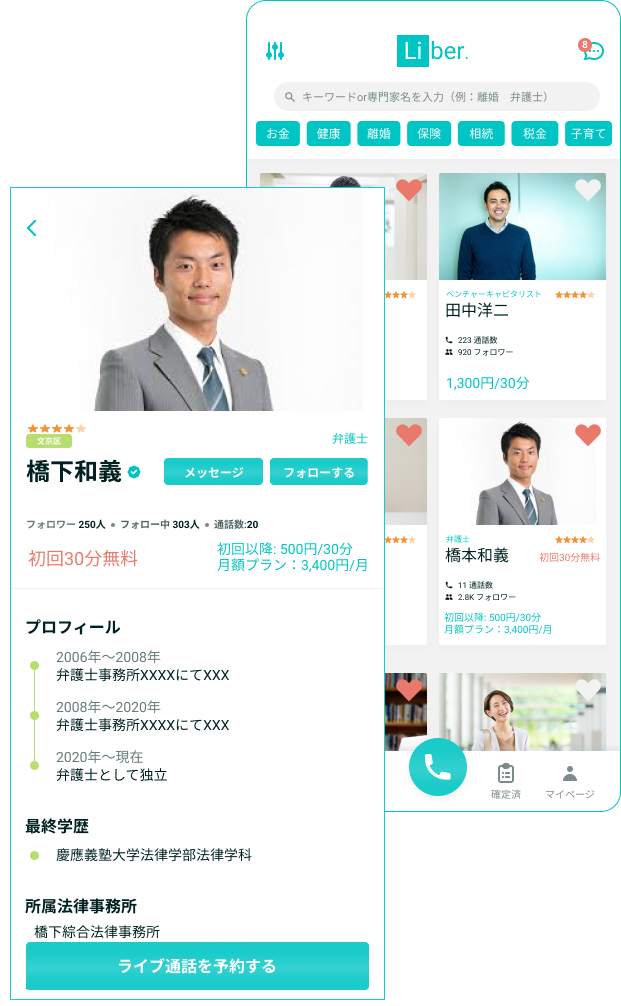 Liber.
8
キーワードor専門家名を入力（例：離婚　弁護士）
お金 健康 離婚 保険 相続 税金 子育て
ベンチャーキャピタリスト
田中洋二
223 通話数
920 フォロワー
1,300円/30分
弁護士
橋本和義 初回30分無料
11 通話数
2.8K フォロワー
初回以降: 500円/30分
月額プラン：3,400円/月
確定済 マイページ
文京区
弁護士
橋下和義 メッセージ フォローする
フォロワー 250人 • フォロー中 303人 • 通話数:20
初回30分無料
初回以降: 500円/30分
月額プラン：3,400円/月
プロフィール
2006年〜2008年
弁護士事務所XXXXにてXXX
2008年〜2020年
弁護士事務所XXXXにてXXX
2020年〜現在
弁護士として独立
最終学歴
慶應義塾大学法律学部法律学科
所属法律事務所
橋下綜合法律事務所
ライブ通話を予約する